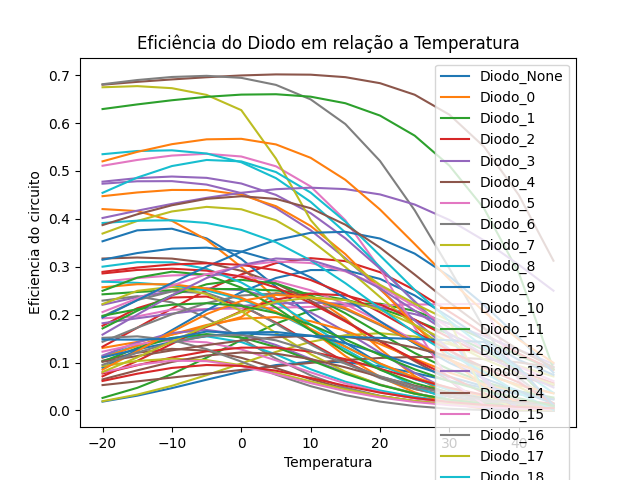 Eficiência do Diodo em relação a Temperatura
Eficiencia do circuito
0.7
0.6
0.5
0.4
0.3
0.2
0.1
0.0
−20
−10
0
10
20
30
40
Temperatura
Diodo_None
Diodo_0
Diodo_1
Diodo_2
Diodo_3
Diodo_4
Diodo_5
Diodo_6
Diodo_7
Diodo_8
Diodo_9
Diodo_10
Diodo_11
Diodo_12
Diodo_13
Diodo_14
Diodo_15
Diodo_16
Diodo_17
Diodo_18